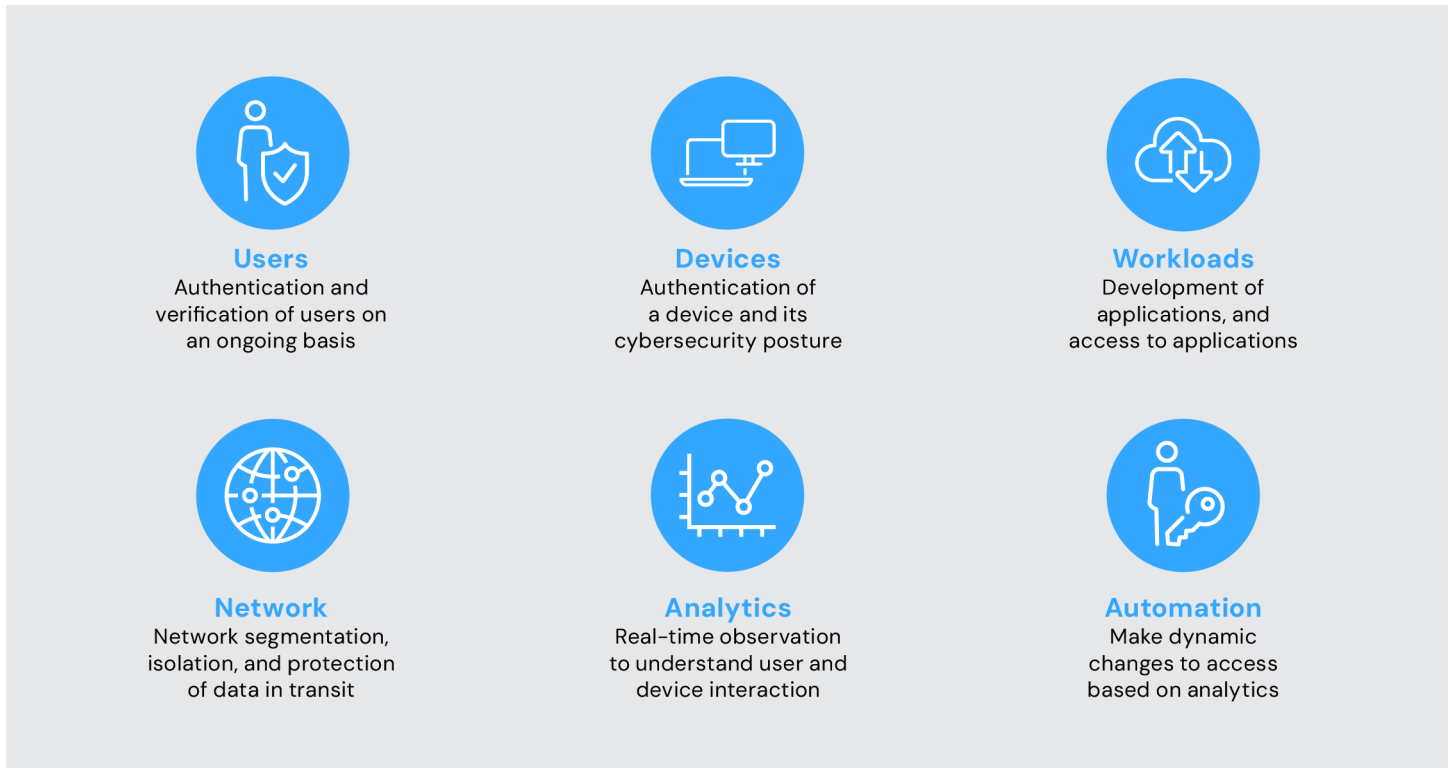 Users
Authentication and
verification of users on
an ongoing basis
Devices
Authentication of
a device and its
cybersecurity posture
Workloads
Development of
applications, and
access to applications
Network
Network segmentation,
isolation, and protection
of data in transit
Analytics
Real-time observation
to understand user and
device interaction
Automation
Make dynamic
changes to access
based on analytics